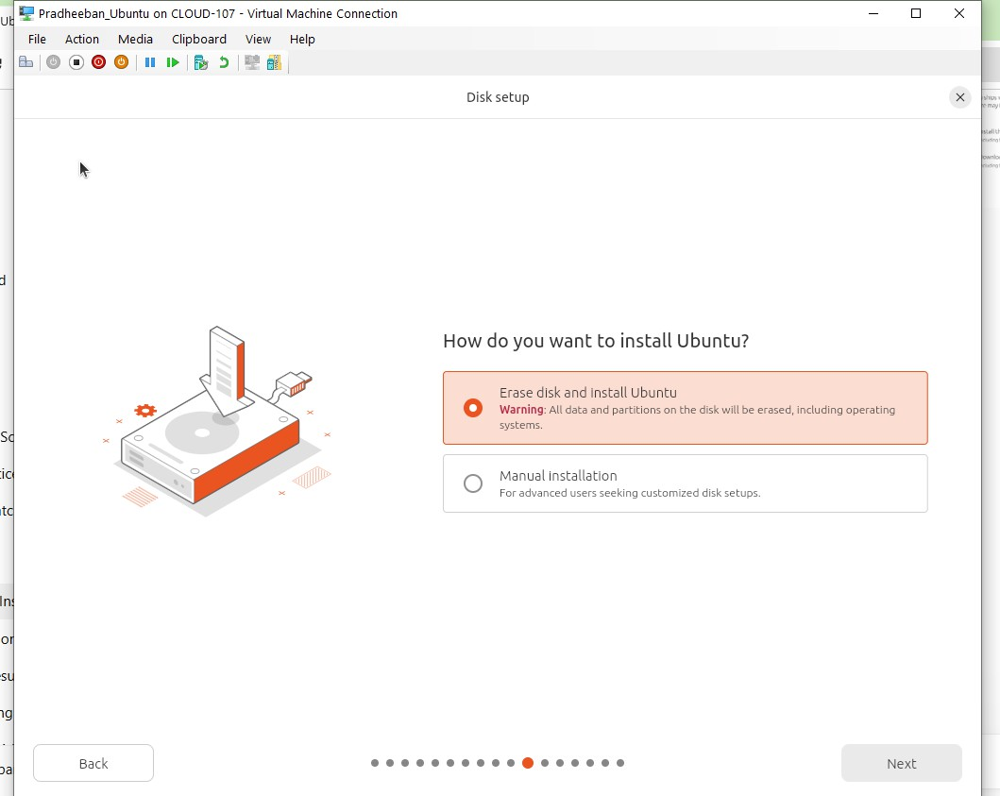 Pradheeban_Ubuntu on CLOUD-107 - Virtual Machine Connection
File Action Media Clipboard View Help
Disk setup
How do you want to install Ubuntu?
Erase disk and install Ubuntu
Warning: All data and partitions on the disk will be erased, including operating
systems.
Manual installation
For advanced users seeking customized disk setups.
Back
Next